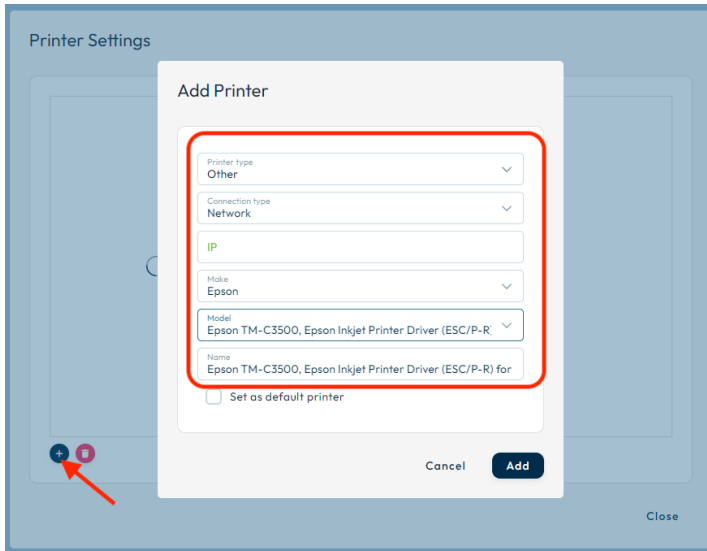 Printer Settings
Add Printer
Printer type
Other
Connection type
Network
IP
Make
Epson
Model
Epson TM-C3500, Epson Inkjet Printer Driver (ESC/P-R)
Name
Epson TM-C3500, Epson Inkjet Printer Driver (ESC/P-R) for
Set as default printer
Cancel
Add
Close